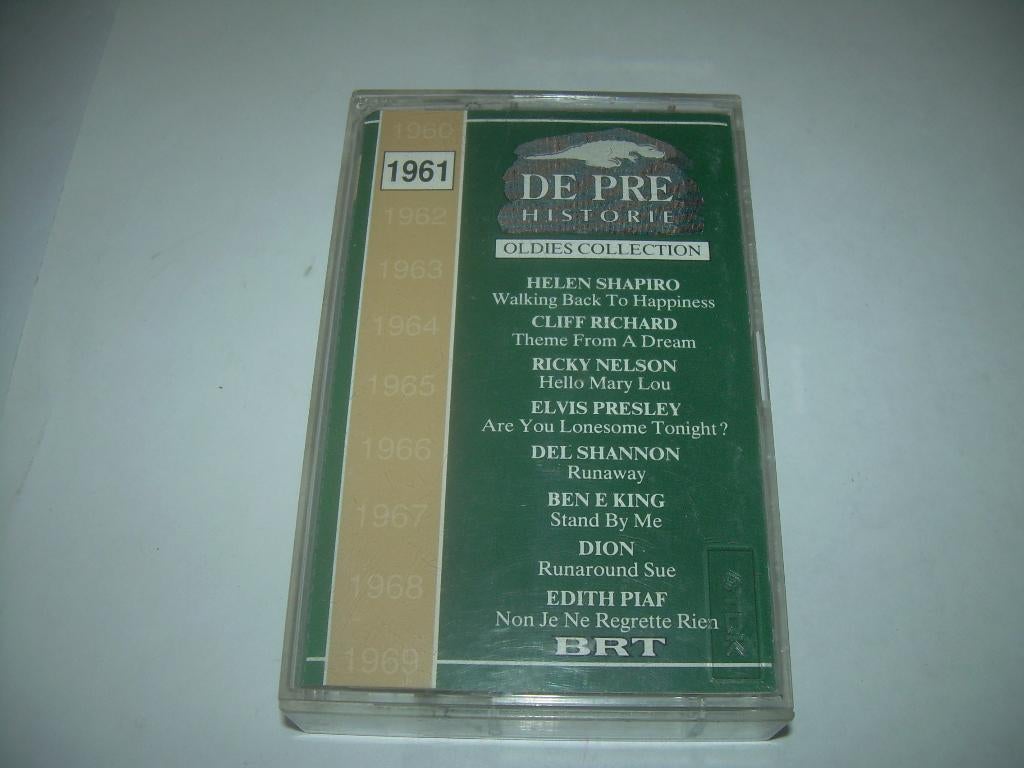 1960
1961
1962
1963
1964
1965
1966
1967
1968
1969
DE PRE
HISTORIE
OLDIES COLLECTION
HELEN SHAPIRO
Walking Back To Happiness
CLIFF RICHARD
Theme From A Dream
RICKY NELSON
Hello Mary Lou
ELVIS PRESLEY
Are You Lonesome Tonight?
DEL SHANNON
Runaway
BEN E KING
Stand By Me
DION
Runaround Sue
EDITH PIAF
Non Je Ne Regrette Rien
BRT